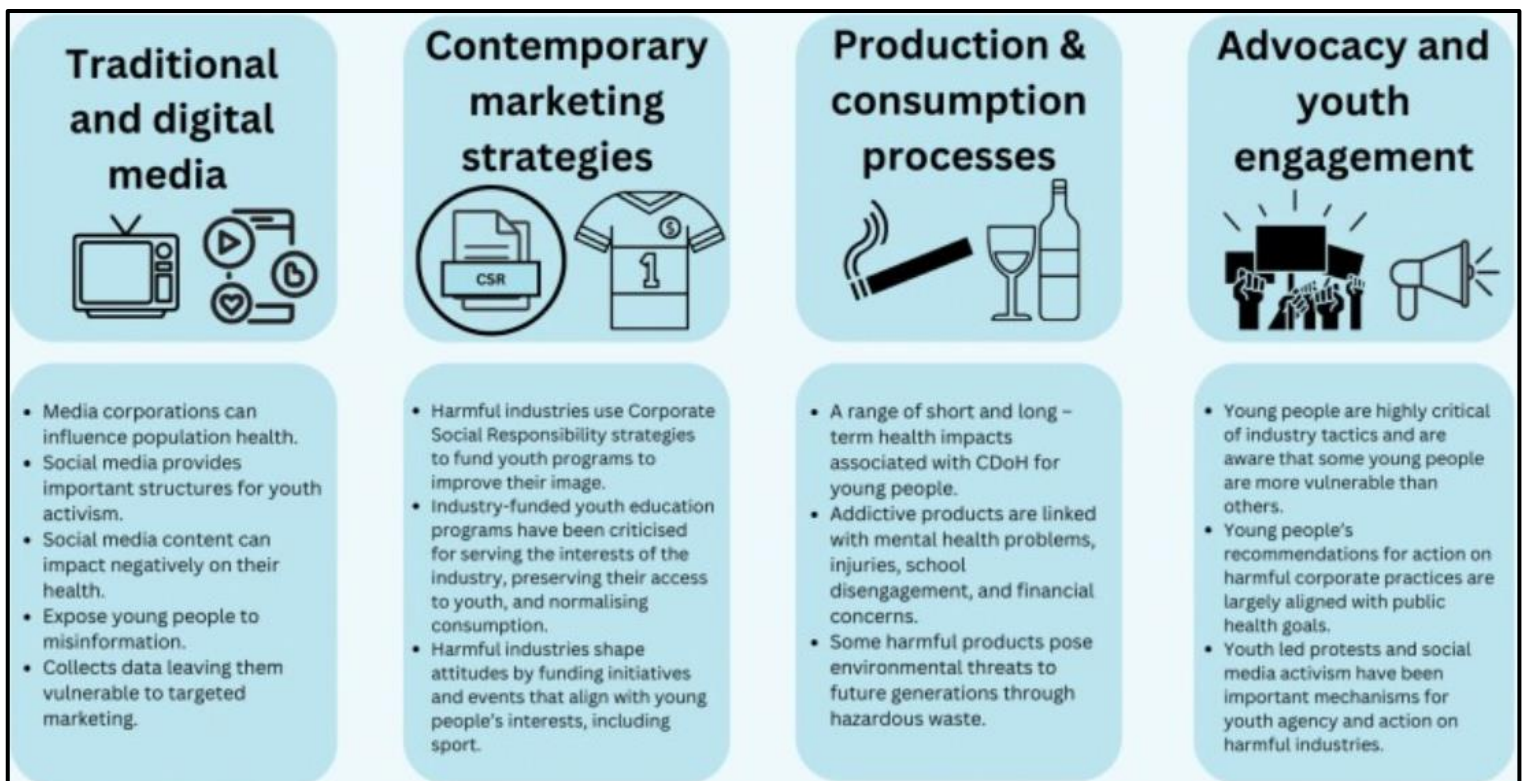 Traditional
and digital
media
• Media corporations can
influence population health.
• Social media provides
important structures for youth
activism.
• Social media content can
impact negatively on their
health.
• Expose young people to
misinformation.
• Collects data leaving them
vulnerable to targeted
marketing.
Contemporary
marketing
strategies
CSR
$
1
• Harmful industries use Corporate
Social Responsibility strategies
to fund youth programs to
improve their image.
• Industry-funded youth education
programs have been criticised
for serving the interests of the
industry, preserving their access
to youth, and normalising
consumption.
• Harmful industries shape
attitudes by funding initiatives
and events that align with young
people's interests, including
sport.
Production &
consumption
processes
• A range of short and long –
term health impacts
associated with CDoH for
young people.
• Addictive products are linked
with mental health problems,
injuries, school
disengagement, and financial
concerns.
• Some harmful products pose
environmental threats to
future generations through
hazardous waste.
Advocacy and
youth
engagement
• Young people are highly critical
of industry tactics and are
aware that some young people
are more vulnerable than
others.
• Young people's
recommendations for action on
harmful corporate practices are
largely aligned with public
health goals.
• Youth led protests and social
media activism have been
important mechanisms for
youth agency and action on
harmful industries.